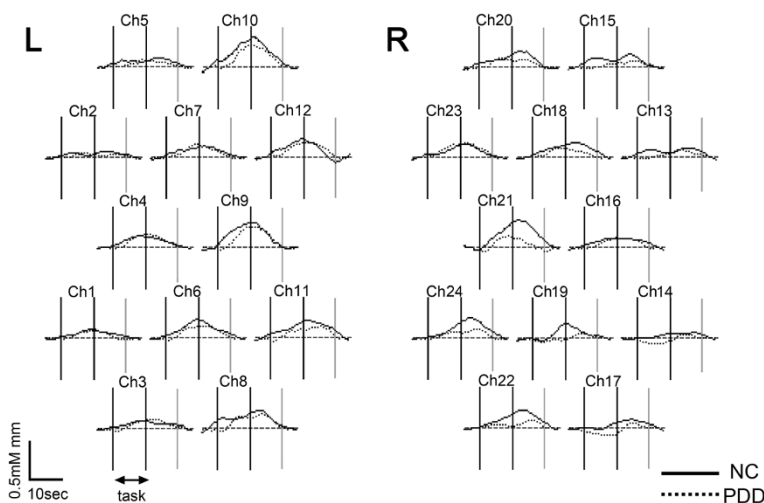 L
R
Ch5
Ch10
Ch20
Ch15
Ch2
Ch7
Ch12
Ch23
Ch18
Ch13
Ch4
Ch9
Ch21
Ch16
Ch1
Ch6
Ch11
Ch24
Ch19
Ch14
Ch3
Ch8
Ch22
Ch17
0.5mM mm
10sec
task
NC
PDD